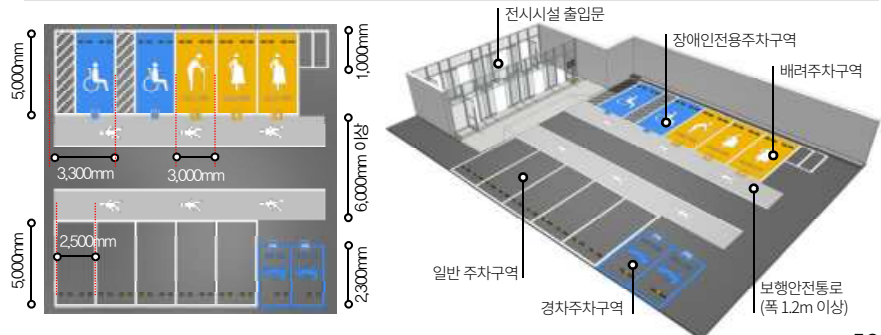 5,000mm
1,000mm
3,300mm
3,000mm
6,000mm 이상
2,500mm
5,000mm
2,300mm
전시시설 출입문
장애인전용주차구역
배려주차구역
일반 주차구역
경차주차구역
보행안전통로
(폭 1.2m 이상)